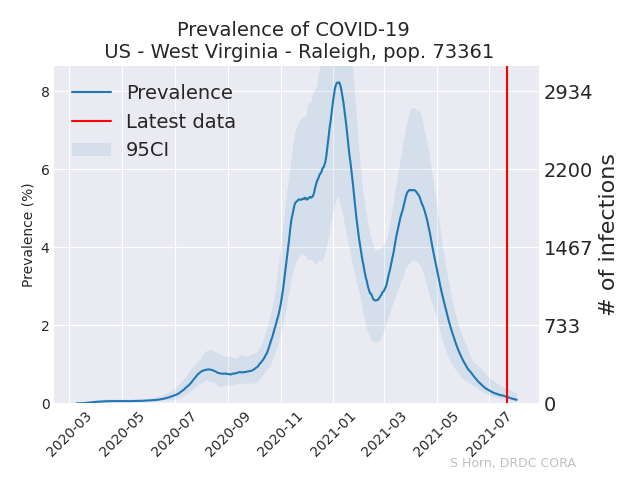 Prevalence of COVID-19
US - West Virginia - Raleigh, pop. 73361
Prevalence
Latest data
95CI
Prevalence (%)
8
6
4
2
0
2934
2200
1467
733
0
# of infections
2020-03
2020-05
2020-07
2020-09
2020-11
2021-01
2021-03
2021-05
2021-07
S Horn, DRDC CORA